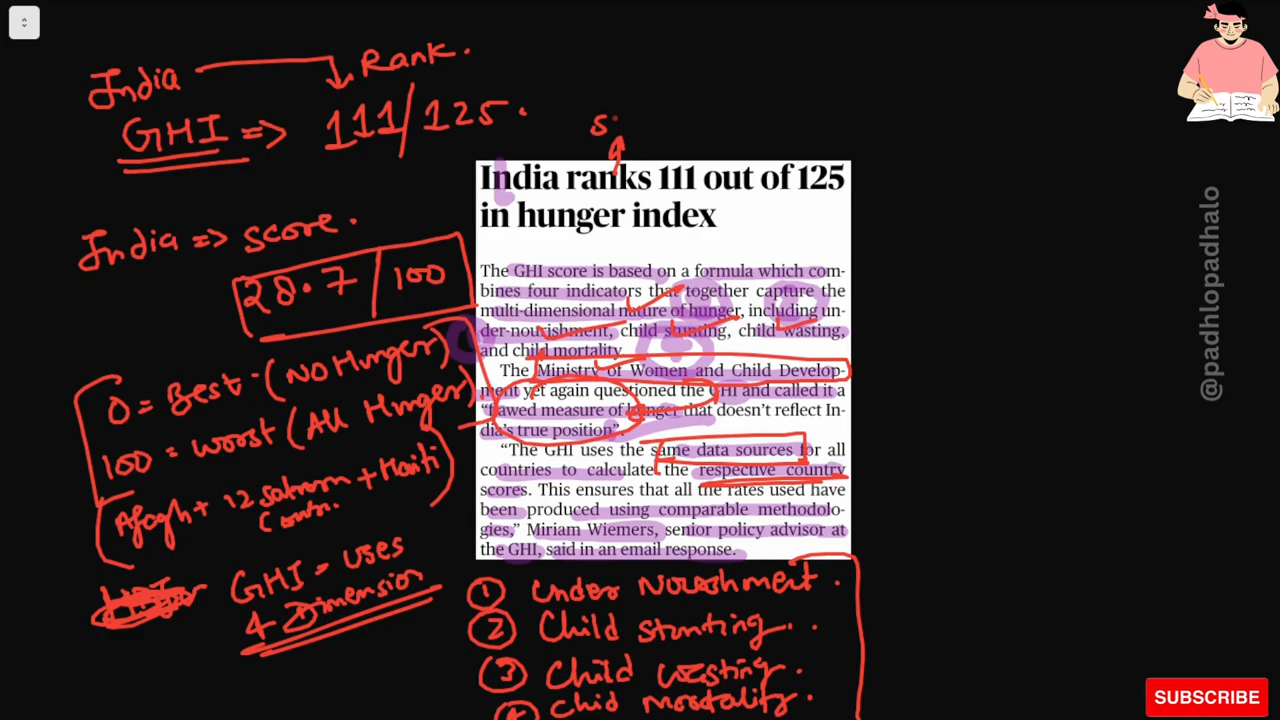 India → Rank.
GHI => 111/125.
S
India => score.
28.7/100
0 = Best - (NO Hunger)
100 = worst (All Hunger)
(Afagh + 12 + Haiti)
GHI = uses
4 Dimension
India ranks 111 out of 125
in hunger index
The GHI score is based on a formula which com-
bines four indicators that together capture the
multi-dimensional nature of hunger, including un-
der-nourishment, child stunting, child wasting,
and child mortality.
The Ministry of Women and Child Develop-
ment yet again questioned the GHI and called it a
“flawed measure of hunger that doesn’t reflect In-
dia’s true position”.
“The GHI uses the same data sources for all
countries to calculate the respective country
scores. This ensures that all the rates used have
been produced using comparable methodolo-
gies,” Miriam Wiemers, senior policy advisor at
the GHI, said in an email response.
① Under Nourshment.
② Child stunting..
③ Child wasting.
④ Chid mortality.
@padhlopadhalo
SUBSCRIBE